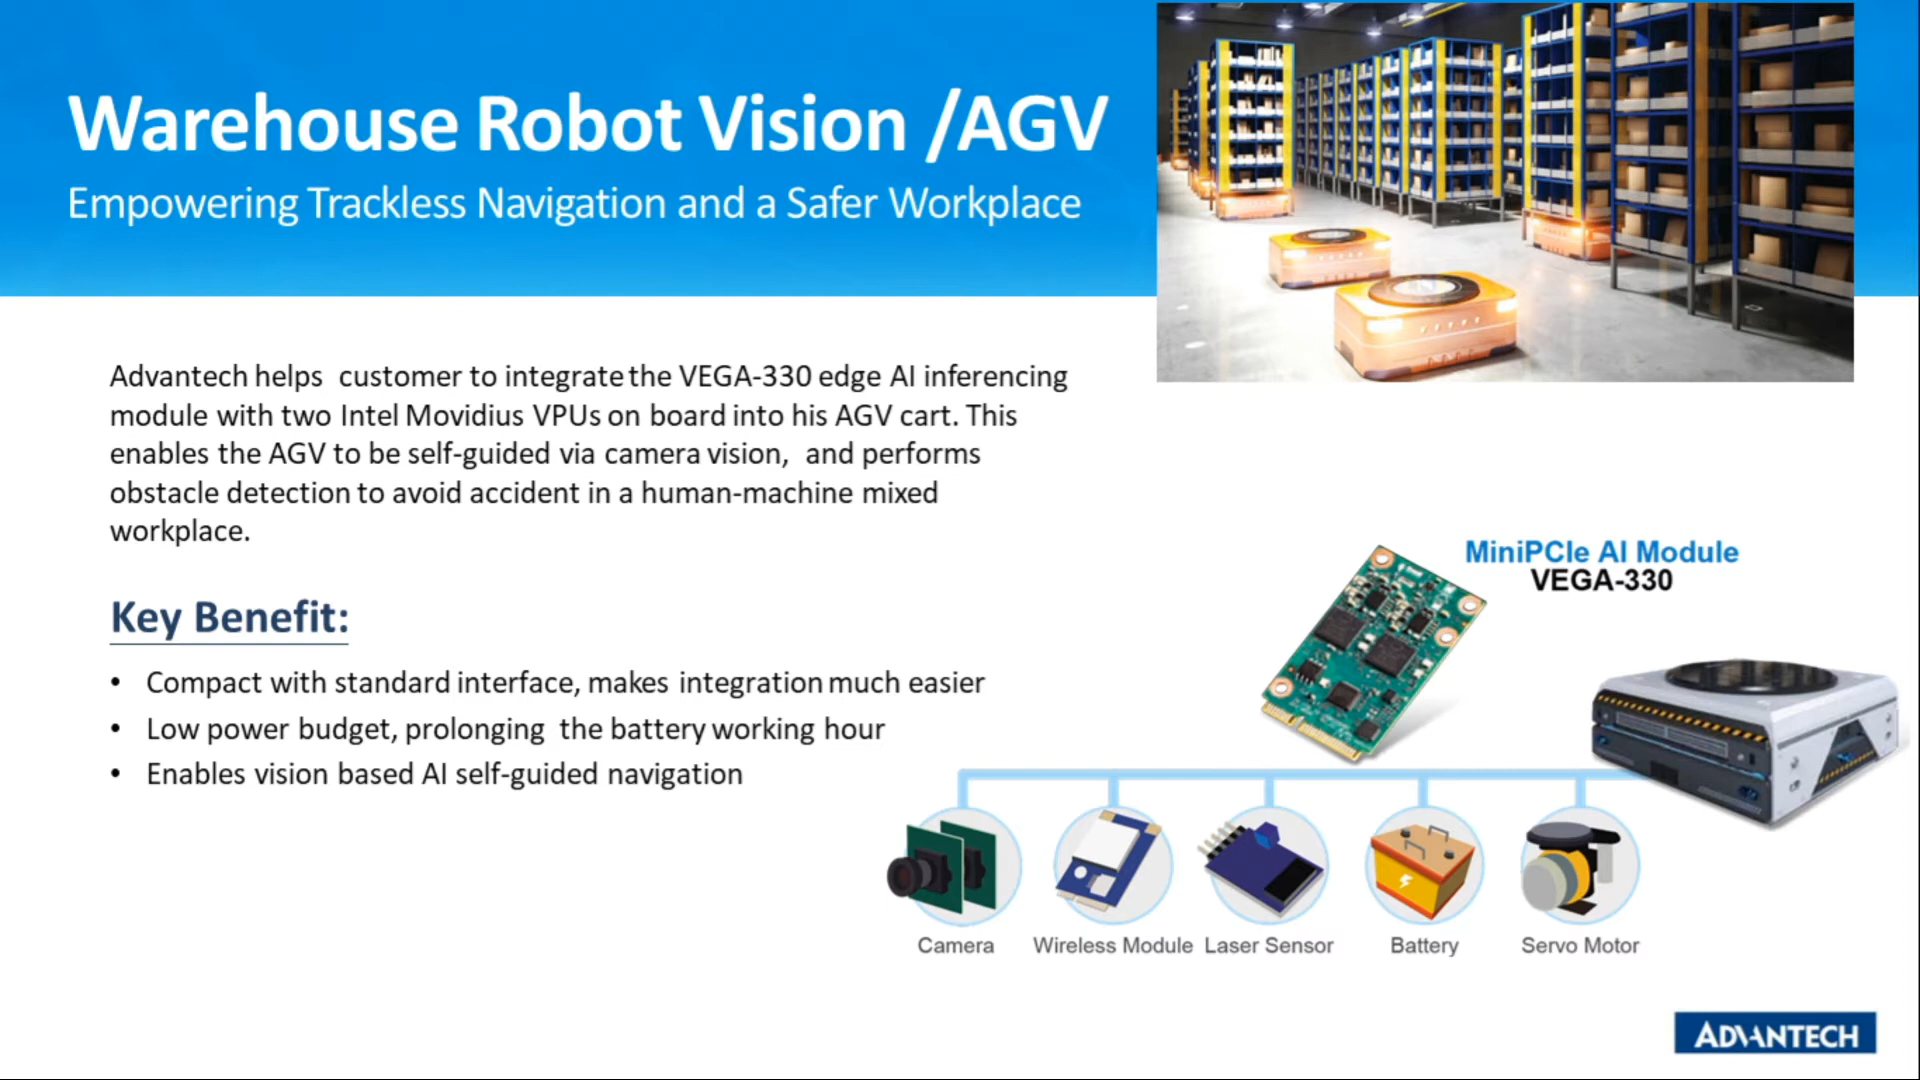 Warehouse Robot Vision /AGV
Empowering Trackless Navigation and a Safer Workplace
Advantech helps customer to integrate the VEGA-330 edge AI inferencing
module with two Intel Movidius VPUs on board into his AGV cart. This
enables the AGV to be self-guided via camera vision, and performs
obstacle detection to avoid accident in a human-machine mixed
workplace.
Key Benefit:
• Compact with standard interface, makes integration much easier
• Low power budget, prolonging the battery working hour
• Enables vision based AI self-guided navigation
MiniPCIe AI Module
VEGA-330
Camera
Wireless Module
Laser Sensor
Battery
Servo Motor
ADVANTECH